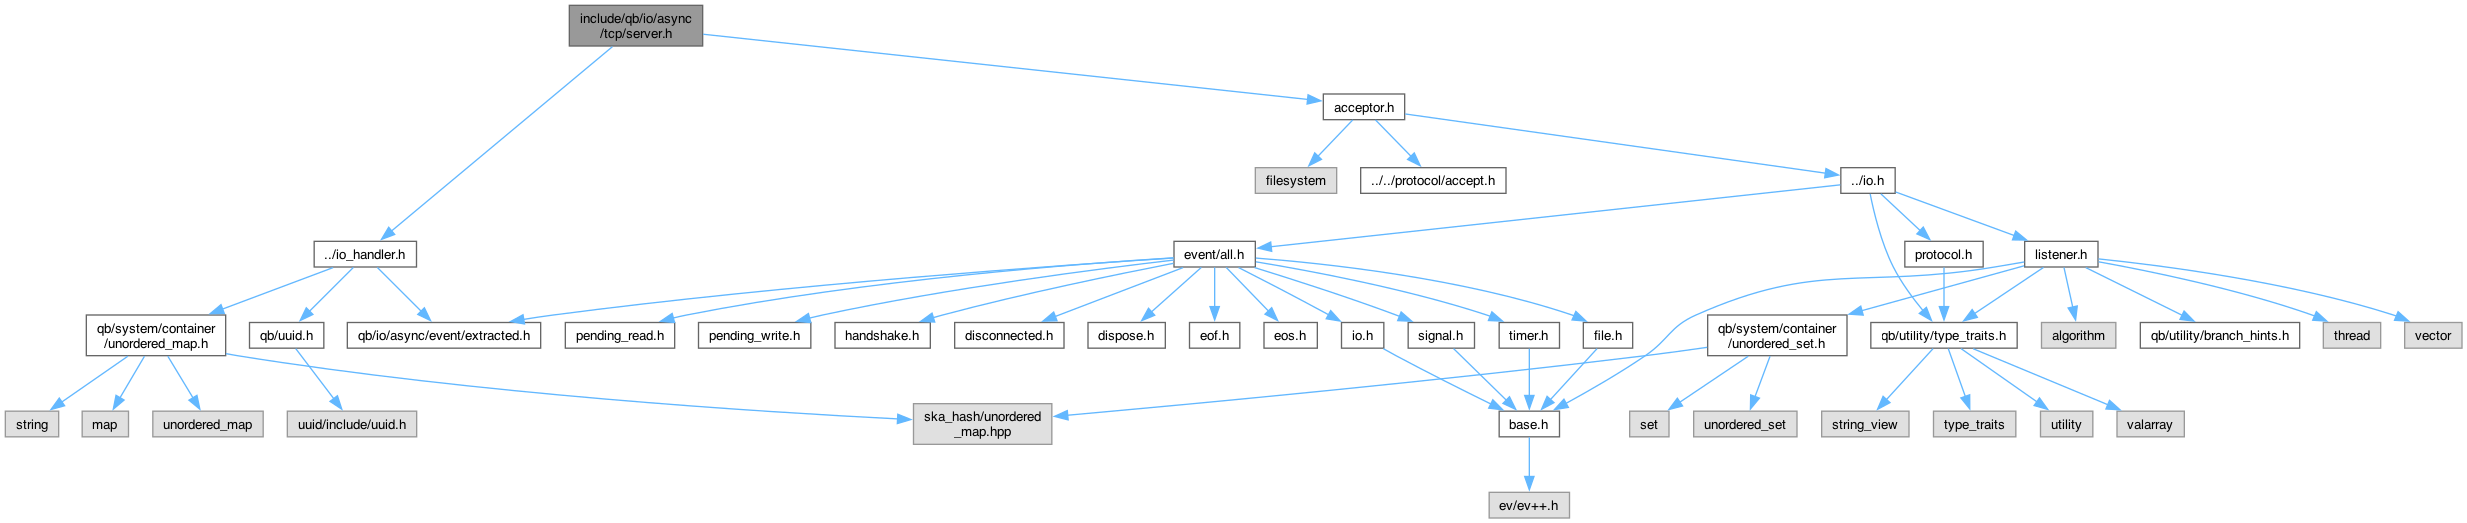 include/qb/io/async
/tcp/server.h
acceptor.h
filesystem
../../protocol/accept.h
../io.h
../io_handler.h
event/all.h
protocol.h
listener.h
qb/system/container
/unordered_map.h
qb/uuid.h
qb/io/async/event/extracted.h
pending_read.h
pending_write.h
handshake.h
disconnected.h
dispose.h
eof.h
eos.h
io.h
signal.h
timer.h
file.h
qb/system/container
/unordered_set.h
qb/utility/type_traits.h
algorithm
qb/utility/branch_hints.h
thread
vector
string
map
unordered_map
uuid/include/uuid.h
ska_hash/unordered
_map.hpp
base.h
set
unordered_set
string_view
type_traits
utility
valarray
ev/ev++.h